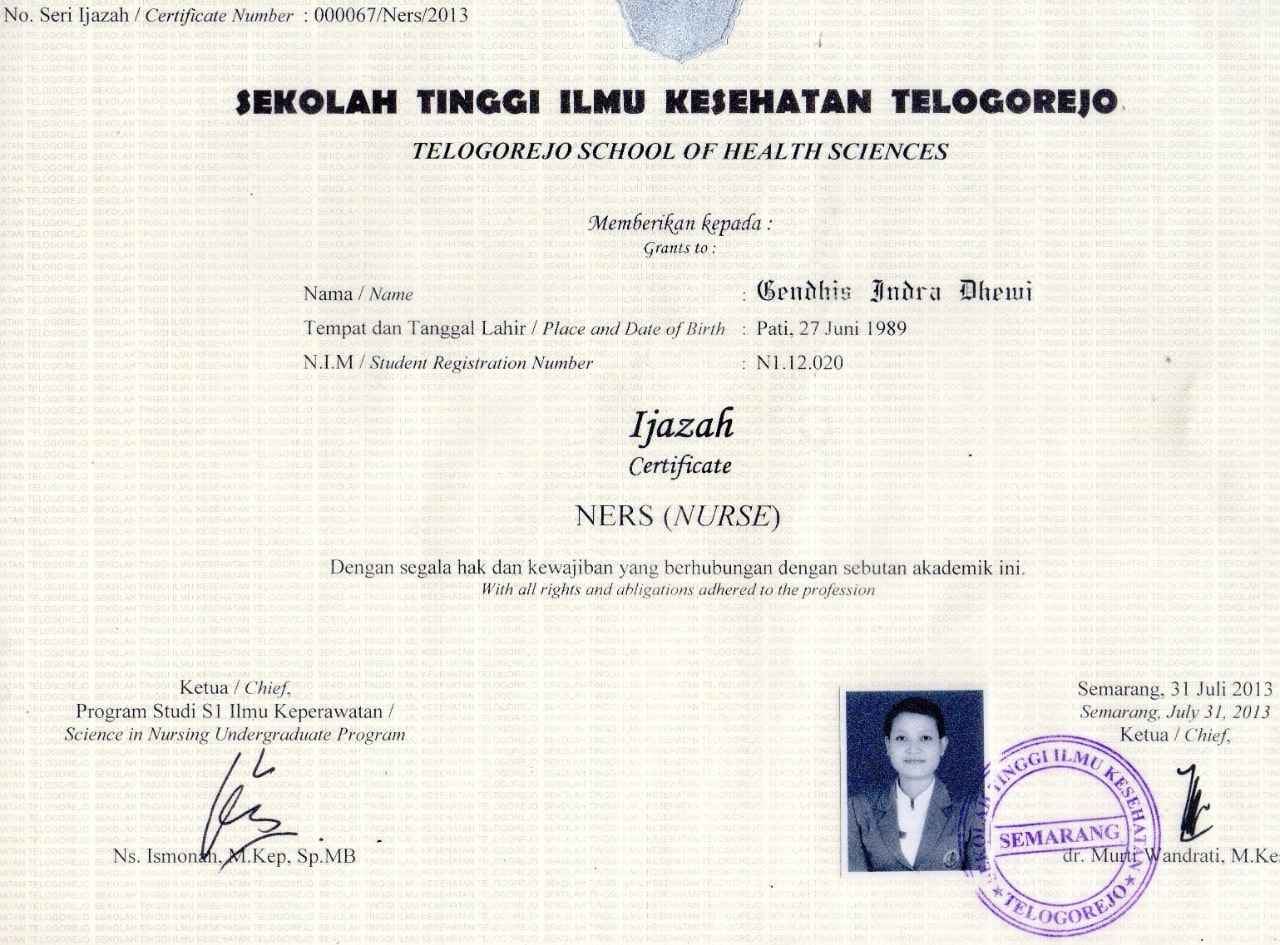 No. Seri Ijazah / Certificate Number : 000067/Ners/2013
SEKOLAH TINGGI ILMU KESEHATAN TELOGOREJO
TELOGOREJO SCHOOL OF HEALTH SCIENCES
Memberikan kepada :
Grants to :
Nama / Name : Gendhis Indra Dhewi
Tempat dan Tanggal Lahir / Place and Date of Birth : Pati, 27 Juni 1989
N.I.M / Student Registration Number : N1.12.020
Ijazah
Certificate
NERS (NURSE)
Dengan segala hak dan kewajiban yang berhubungan dengan sebutan akademik ini.
With all rights and abligations adhered to the profession
Ketua / Chief,
Program Studi S1 Ilmu Keperawatan /
Science in Nursing Undergraduate Program
Ns. Ismonah, M.Kep, Sp.MB
Semarang, 31 Juli 2013
Semarang, July 31, 2013
Ketua / Chief,
dr. Murti Wandrati, M.Kes
SEKOLAH TINGGI ILMU KESEHATAN
SEMARANG
TELOGOREJO